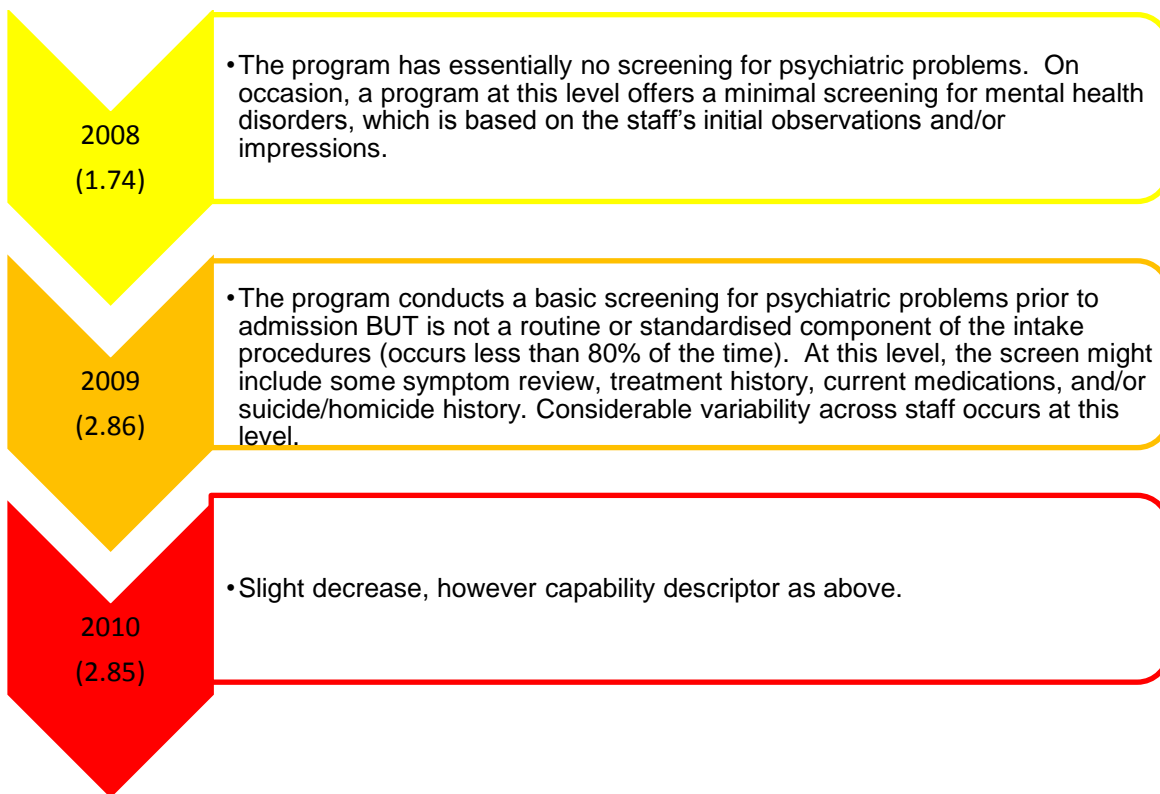 2008
(1.74)
•The program has essentially no screening for psychiatric problems.  On
occasion, a program at this level offers a minimal screening for mental health
disorders, which is based on the staff’s initial observations and/or
impressions.
2009
(2.86)
•The program conducts a basic screening for psychiatric problems prior to
admission BUT is not a routine or standardised component of the intake
procedures (occurs less than 80% of the time).  At this level, the screen might
include some symptom review, treatment history, current medications, and/or
suicide/homicide history. Considerable variability across staff occurs at this
level.
2010
(2.85)
•Slight decrease, however capability descriptor as above.